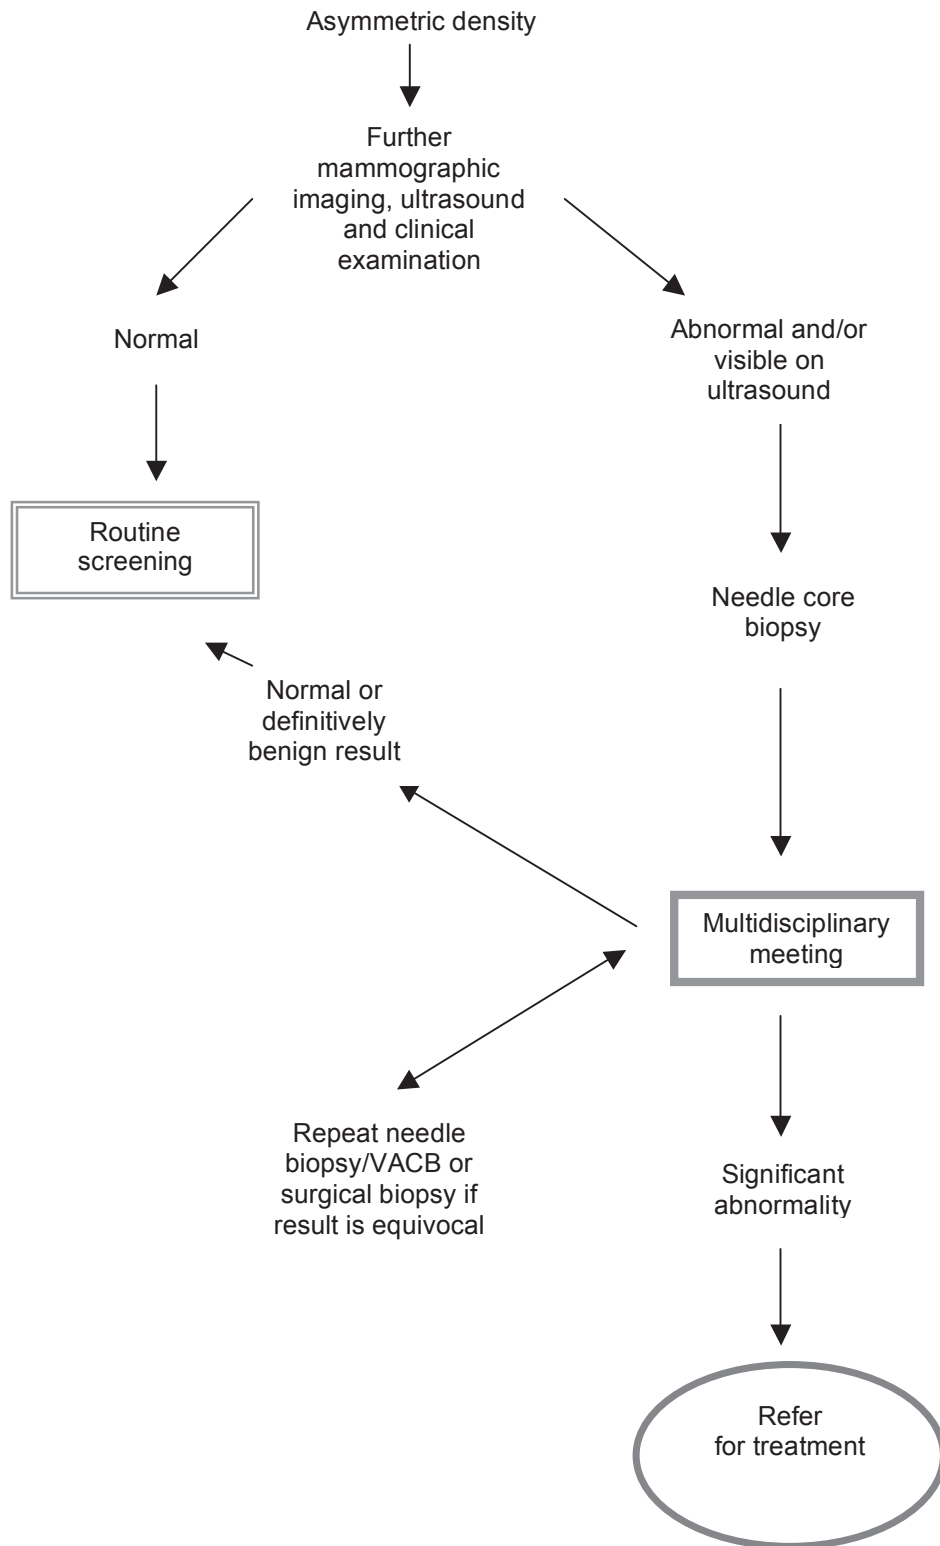 Asymmetric density
Further
mammographic
imaging, ultrasound
and clinical
examination
Normal
Abnormal and/or
visible on
ultrasound
Routine
screening
Needle core
biopsy
Normal or
definitively
benign result
Multidisciplinary
meeting
Repeat needle
biopsy/VACB or
surgical biopsy if
result is equivocal
Significant
abnormality
Refer
for treatment